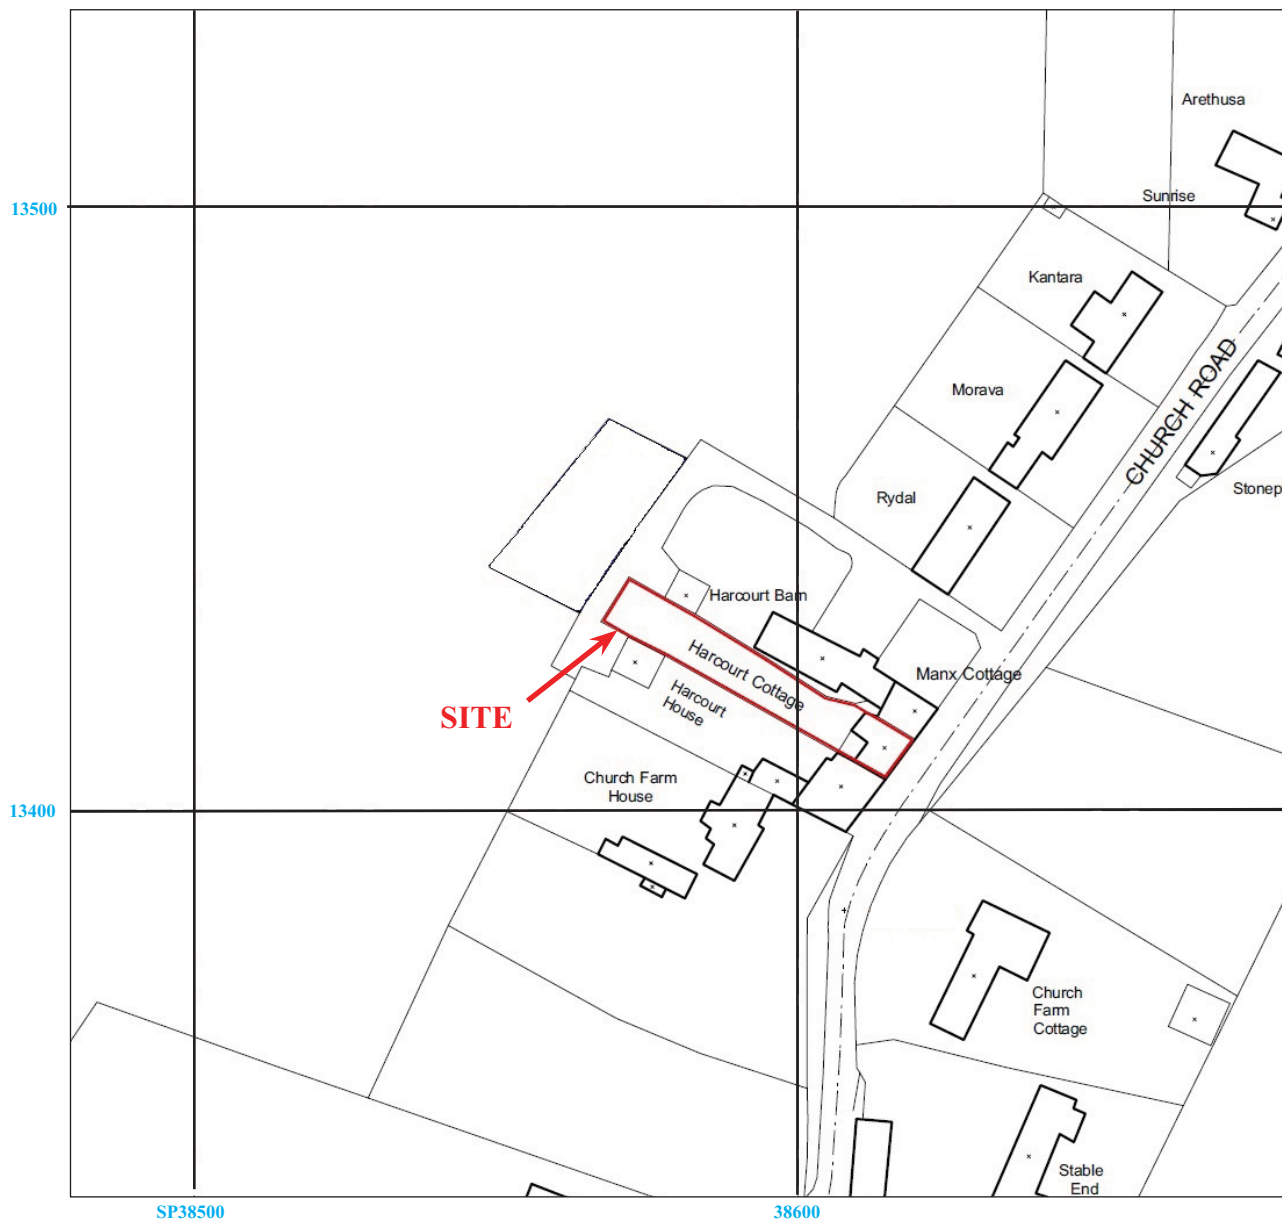 Arethusa
Sunrise
13500
Kantara
CHURCH ROAD
Morava
Rydal
Stonep
Harcourt Barn
Harcourt Cottage
Manx Cottage
Harcourt
House
SITE
Church Farm
House
13400
Church
Farm
Cottage
Stable
End
SP38500
38600